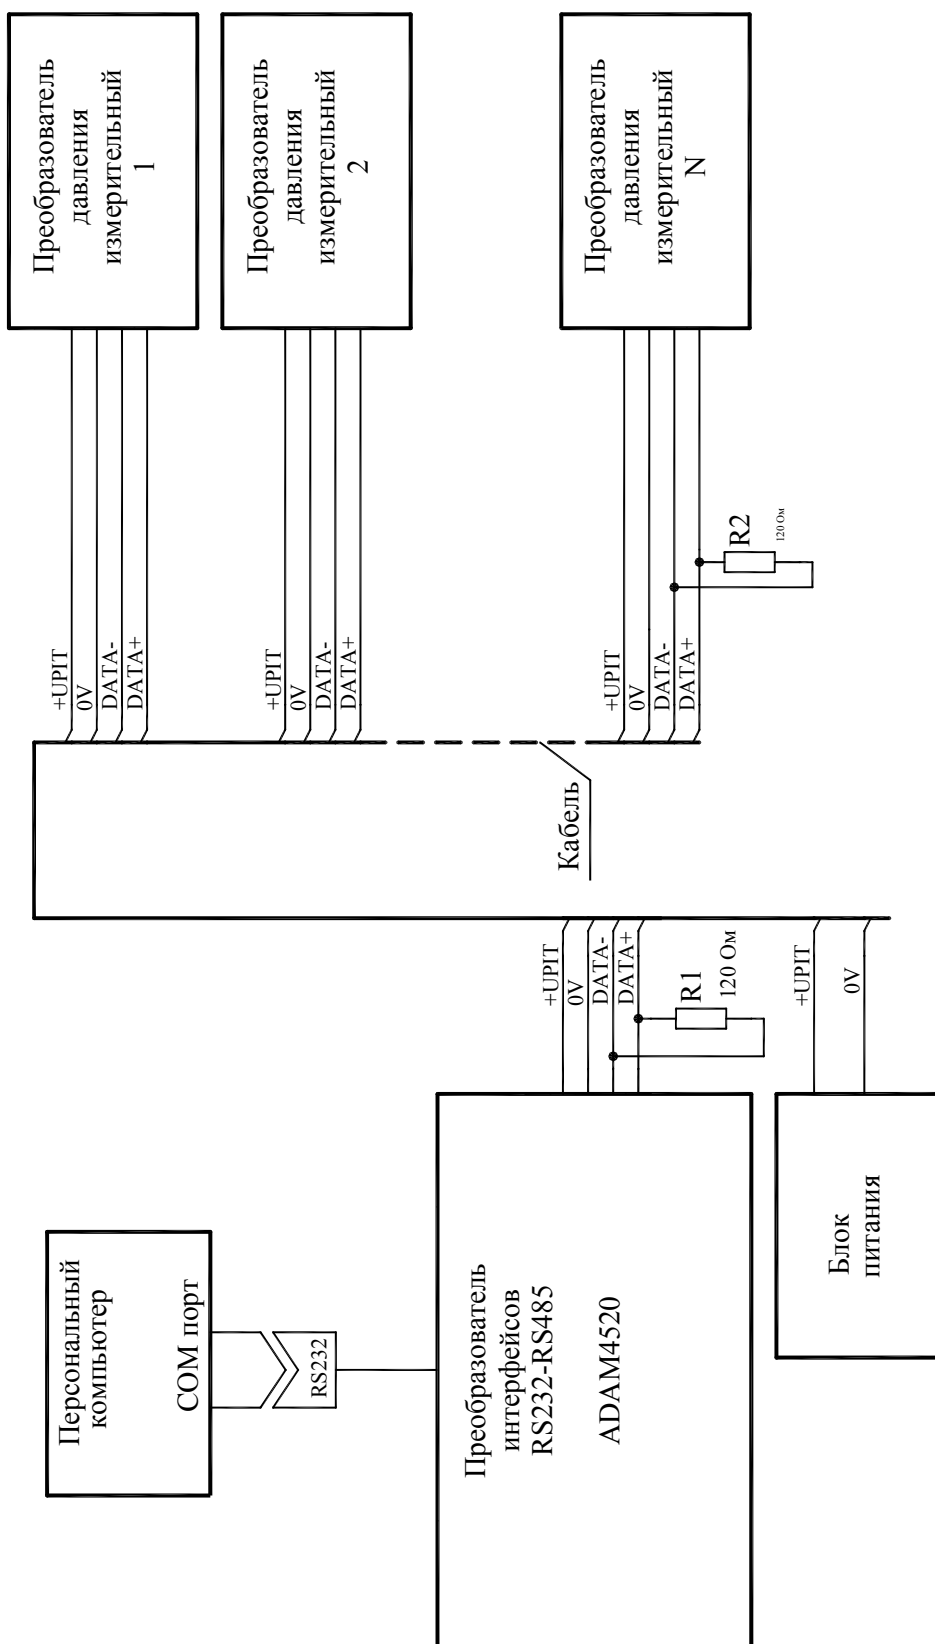 Персональный
компьютер
COM порт
RS232
Преобразователь
интерфейсов
RS232-RS485
ADAM4520
+UPIT
0V
DATA-
DATA+
R1
120 Ом
Блок
питания
+UPIT
0V
Кабель
+UPIT
0V
DATA-
DATA+
Преобразователь
давления
измерительный
1
+UPIT
0V
DATA-
DATA+
Преобразователь
давления
измерительный
2
+UPIT
0V
DATA-
DATA+
R2
120 Ом
Преобразователь
давления
измерительный
N